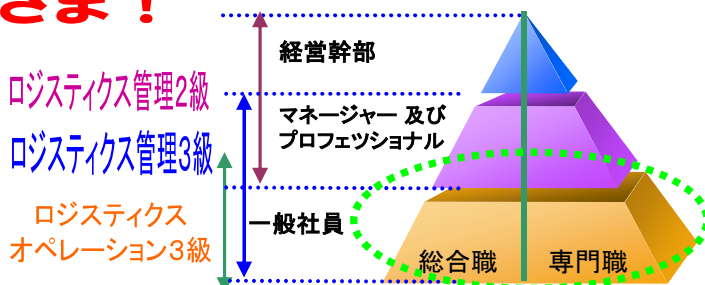 さま！
経営幹部
ロジスティクス管理２級
マネージャー 及び
プロフェツショナル
ロジスティクス管理３級
一般社員
ロジスティクス
オペレーション３級
総合職
専門職